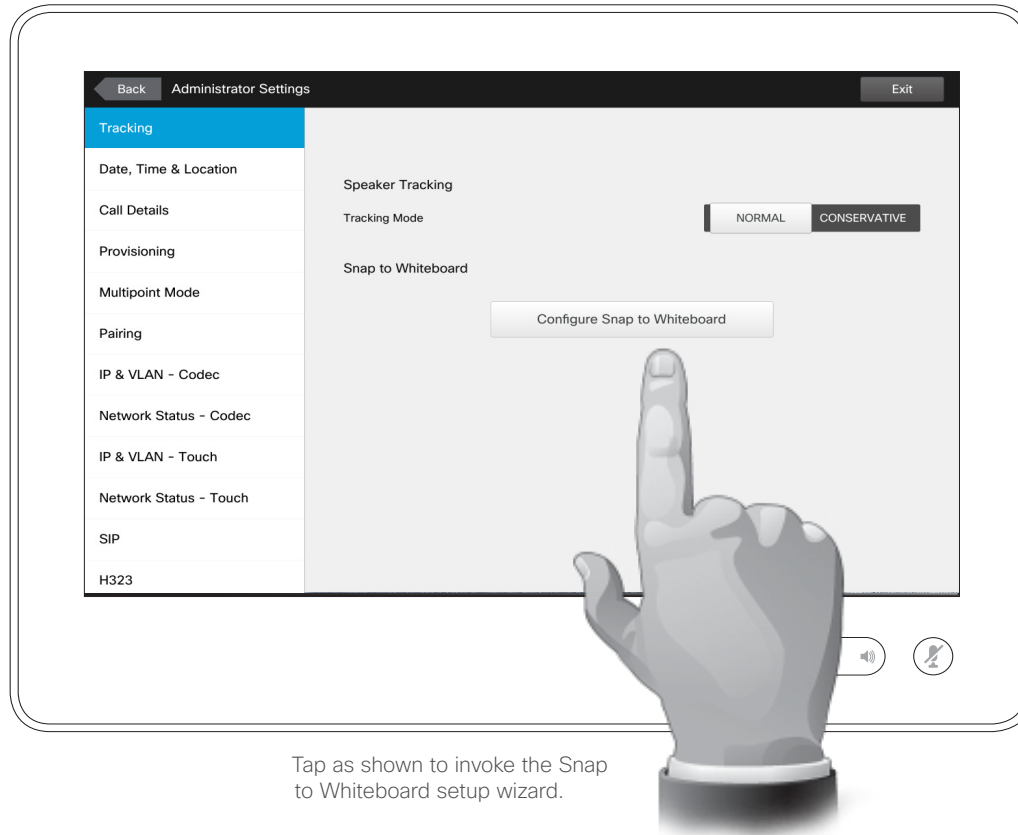 Back Administrator Settings Exit
Tracking
Date, Time & Location
Call Details
Provisioning
Multipoint Mode
Pairing
IP & VLAN - Codec
Network Status - Codec
IP & VLAN - Touch
Network Status - Touch
SIP
H323
Speaker Tracking
Tracking Mode NORMAL CONSERVATIVE
Snap to Whiteboard
Configure Snap to Whiteboard
Tap as shown to invoke the Snap
to Whiteboard setup wizard.